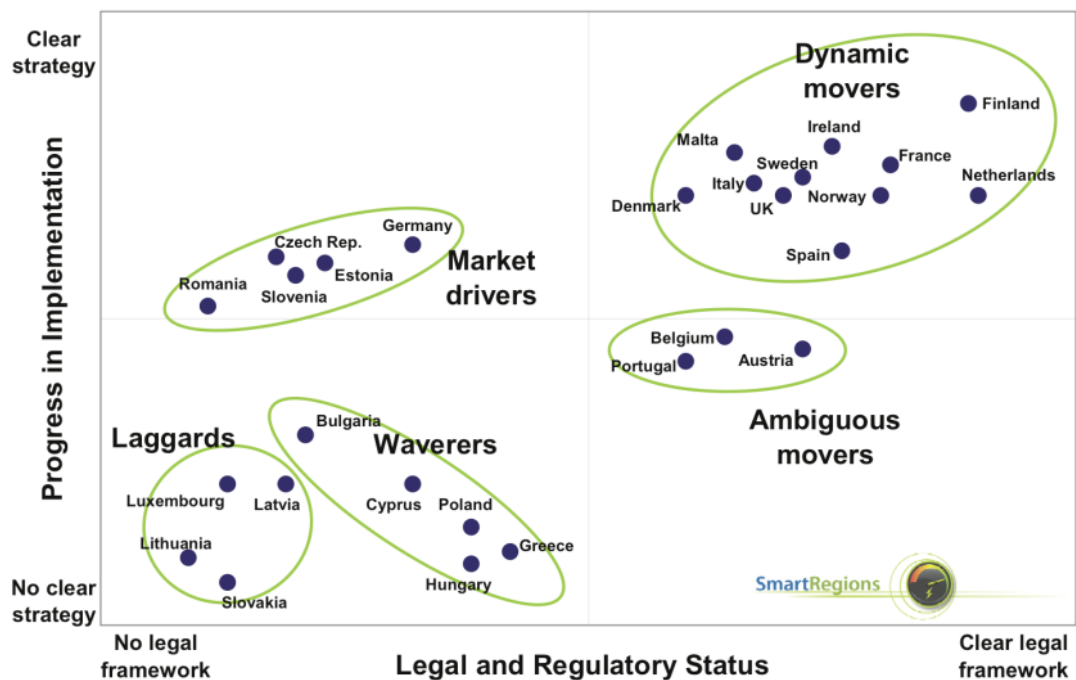 Clear
strategy
Progress in Implementation
No clear
strategy
Dynamic
movers
Finland
Ireland
Malta
France
Sweden
Italy
Netherlands
Denmark
UK
Norway
Spain
Germany
Czech Rep.
Market
drivers
Estonia
Romania
Slovenia
Belgium
Portugal
Austria
Ambiguous
movers
Laggards
Bulgaria
Waverers
Luxembourg
Latvia
Cyprus
Poland
Lithuania
Greece
Hungary
Slovakia
SmartRegions
No legal
framework
Legal and Regulatory Status
Clear legal
framework